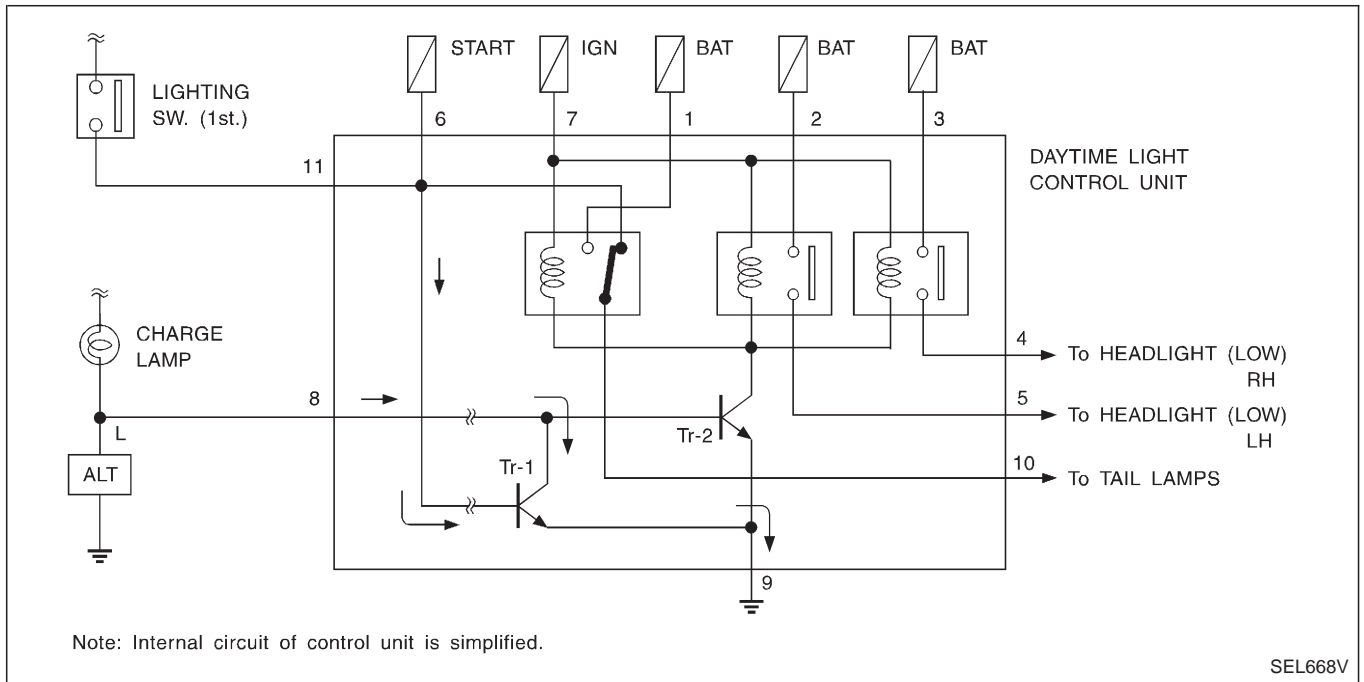 START
IGN
BAT
BAT
BAT
LIGHTING
SW. (1st.)
6
7
1
2
3
DAYTIME LIGHT
CONTROL UNIT
11
CHARGE
LAMP
4
To HEADLIGHT (LOW)
RH
8
5
To HEADLIGHT (LOW)
LH
L
Tr-2
ALT
Tr-1
10
To TAIL LAMPS
9
Note: Internal circuit of control unit is simplified.
SEL668V